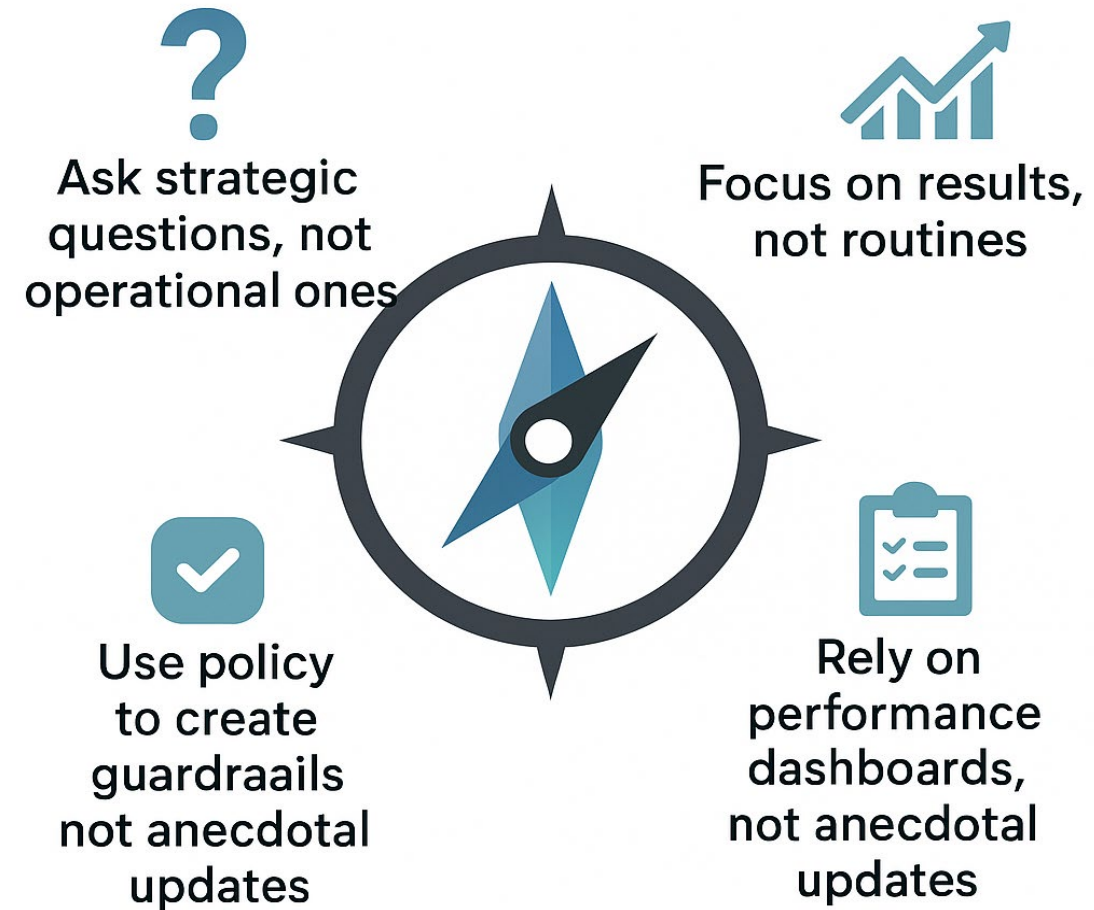 Ask strategic
questions, not
operational ones
Focus on results,
not routines
Use policy
to create
guardraails
not anecdotal
updates
Rely on
performance
dashboards,
not anecdotal
updates